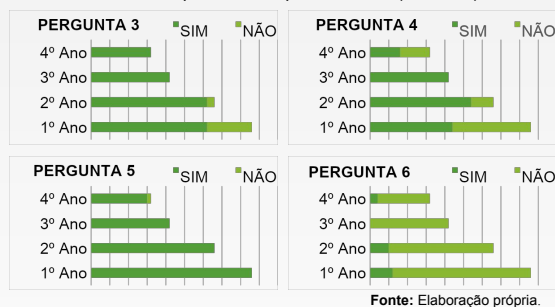 PERGUNTA 3
SIM
NÃO
4º Ano
3º Ano
2º Ano
1º Ano
PERGUNTA 4
SIM
NÃO
4º Ano
3º Ano
2º Ano
1º Ano
PERGUNTA 5
SIM
NÃO
4º Ano
3º Ano
2º Ano
1º Ano
PERGUNTA 6
SIM
NÃO
4º Ano
3º Ano
2º Ano
1º Ano
Fonte: Elaboração própria.